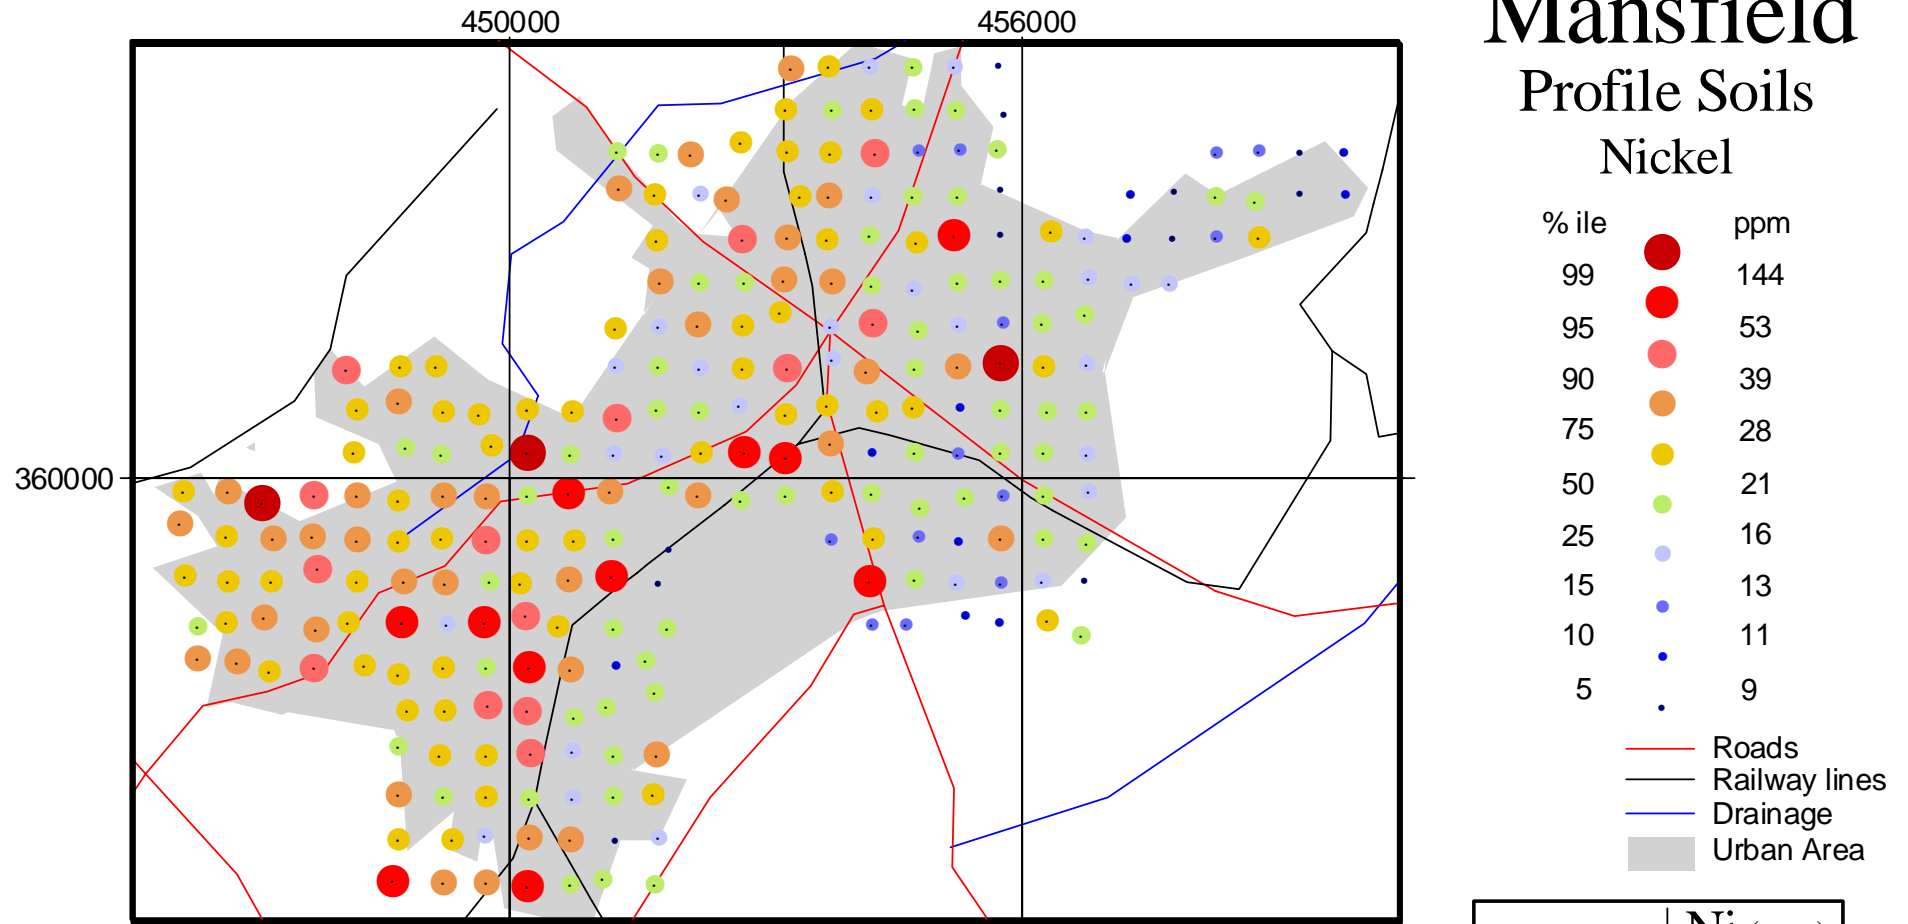 450000 456000
360000
Mansfield
Profile Soils
Nickel
% ile ppm
99 144
95 53
90 39
75 28
50 21
25 16
15 13
10 11
5 9
Roads
Railway lines
Drainage
Urban Area
Ni